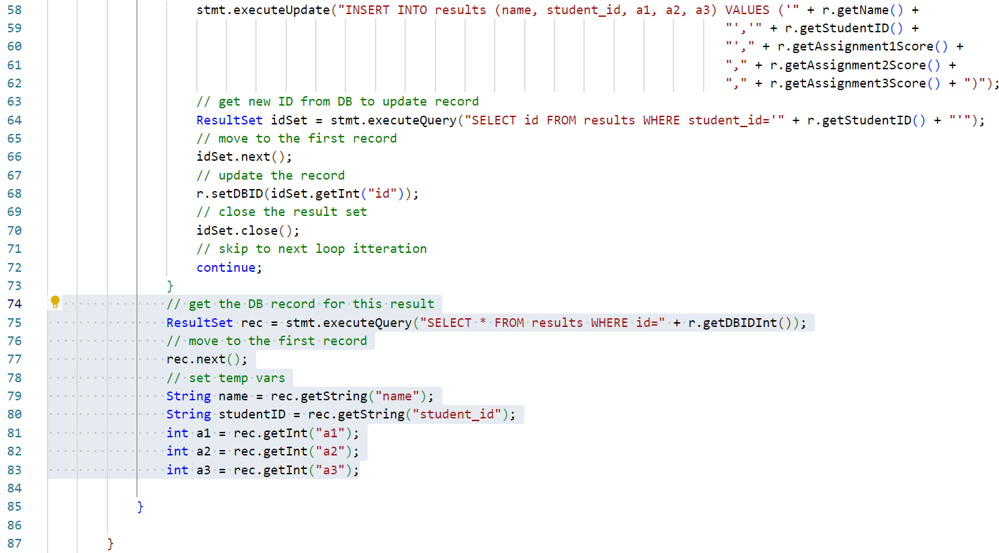 58 stmt.executeUpdate("INSERT INTO results (name, student_id, a1, a2, a3) VALUES ('" + r.getName() +
59 "','" + r.getStudentID() +
60 "'," + r.getAssignment1Score() +
61 "," + r.getAssignment2Score() +
62 "," + r.getAssignment3Score() + ")");
63 // get new ID from DB to update record
64 ResultSet idSet = stmt.executeQuery("SELECT id FROM results WHERE student_id='" + r.getStudentID() + "'");
65 // move to the first record
66 idSet.next();
67 // update the record
68 r.setDBID(idSet.getInt("id"));
69 // close the result set
70 idSet.close();
71 // skip to next loop itteration
72 continue;
73 }
74 // get the DB record for this result
75 ResultSet rec = stmt.executeQuery("SELECT * FROM results WHERE id=" + r.getDBIDInt());
76 // move to the first record
77 rec.next();
78 // set temp vars
79 String name = rec.getString("name");
80 String studentID = rec.getString("student_id");
81 int a1 = rec.getInt("a1");
82 int a2 = rec.getInt("a2");
83 int a3 = rec.getInt("a3");
84
85 }
86
87 }